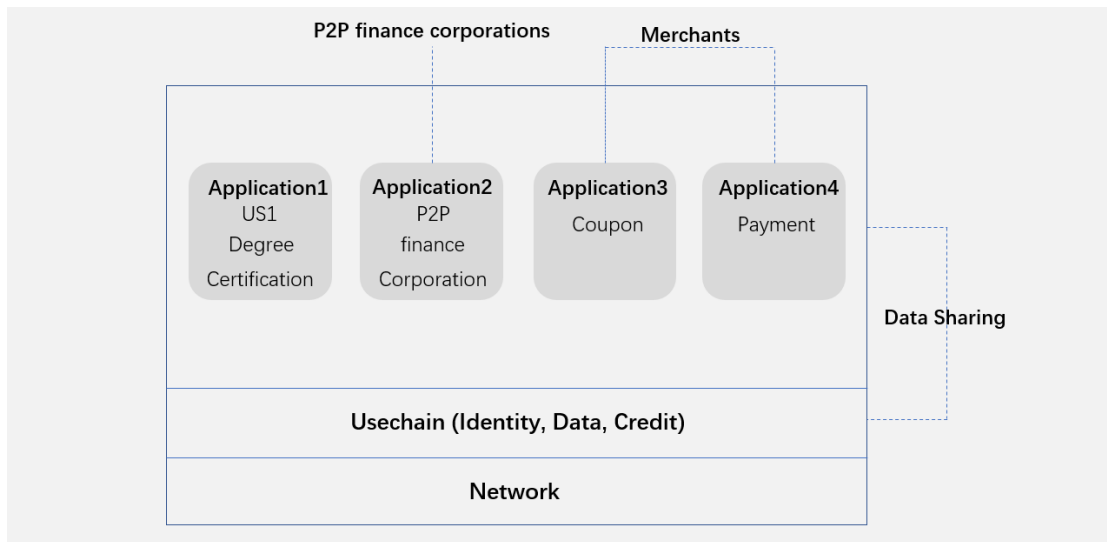 P2P finance corporations
Merchants
Application1
US1
Degree
Certification
Application2
P2P
finance
Corporation
Application3
Coupon
Application4
Payment
Data Sharing
Usechain (Identity, Data, Credit)
Network